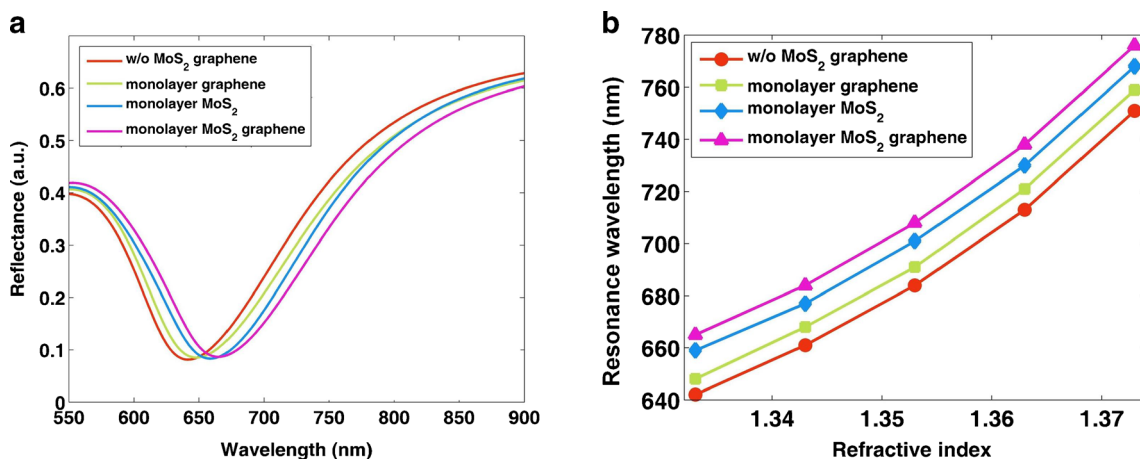 a
w/o MoS2 graphene
monolayer graphene
monolayer MoS2
monolayer MoS2 graphene
Reflectance (a.u.)
0.6
0.5
0.4
0.3
0.2
0.1
0
550 600 650 700 750 800 850 900
Wavelength (nm)
b
w/o MoS2 graphene
monolayer graphene
monolayer MoS2
monolayer MoS2 graphene
Resonance wavelength (nm)
780
760
740
720
700
680
660
640
1.34 1.35 1.36 1.37
Refractive index